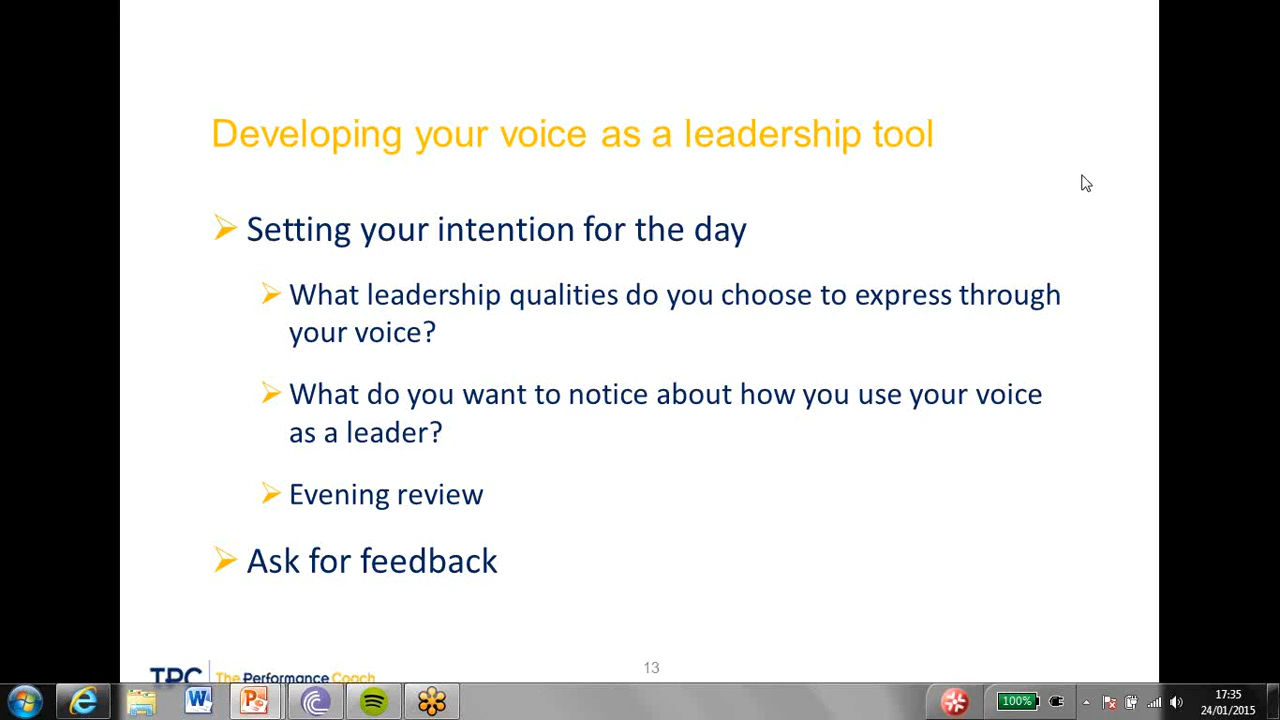 Developing your voice as a leadership tool
Setting your intention for the day
What leadership qualities do you choose to express through
your voice?
What do you want to notice about how you use your voice
as a leader?
Evening review
Ask for feedback
TPC The Performance Coach
13
100%
17:35
24/01/2015